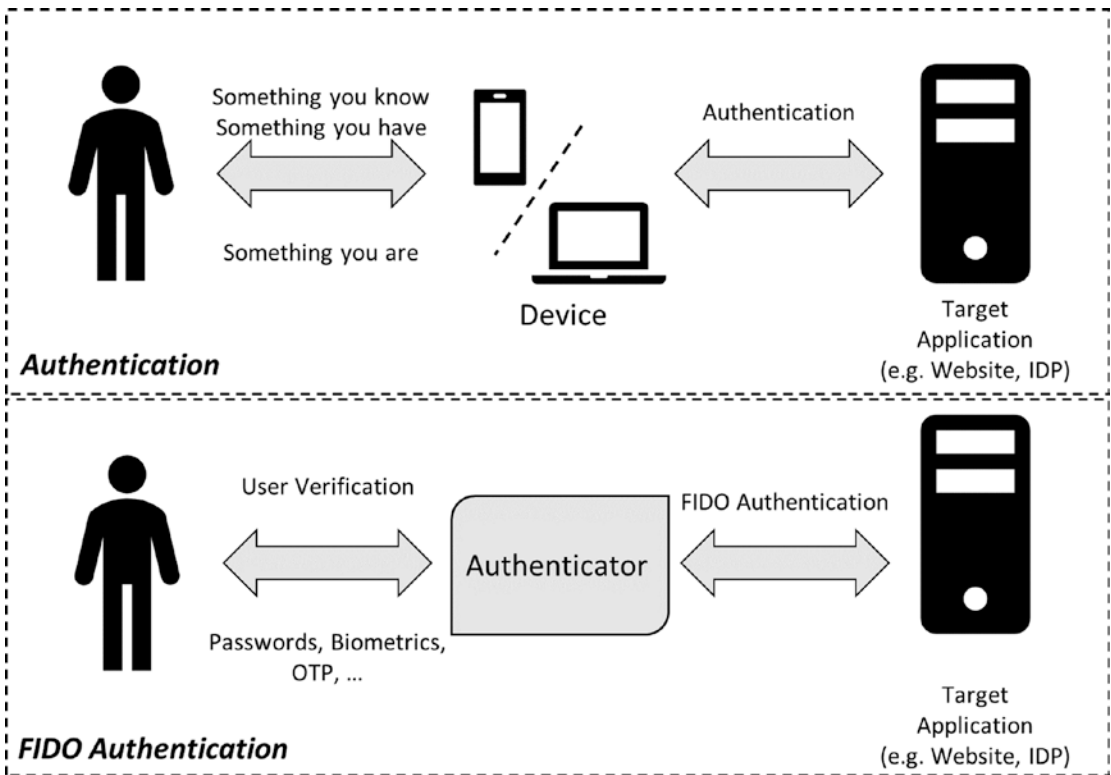 Something you know
Something you have
Authentication
Something you are
Device
Target
Application
(e.g. Website, IDP)
Authentication
User Verification
FIDO Authentication
Authenticator
Passwords, Biometrics,
OTP, ...
Target
Application
(e.g. Website, IDP)
FIDO Authentication